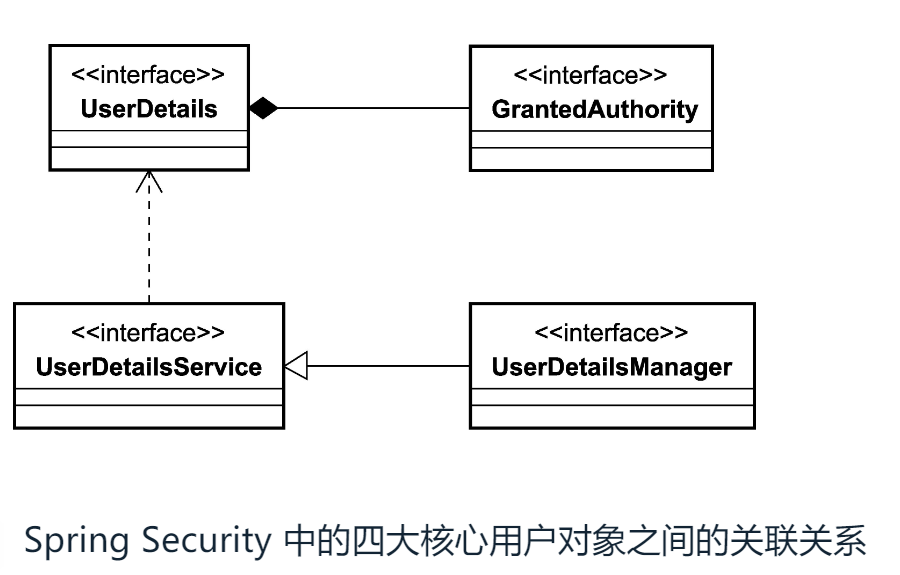 <<interface>>
UserDetails
<<interface>>
GrantedAuthority
<<interface>>
UserDetailsService
<<interface>>
UserDetailsManager
Spring Security 中的四大核心用户对象之间的关联关系